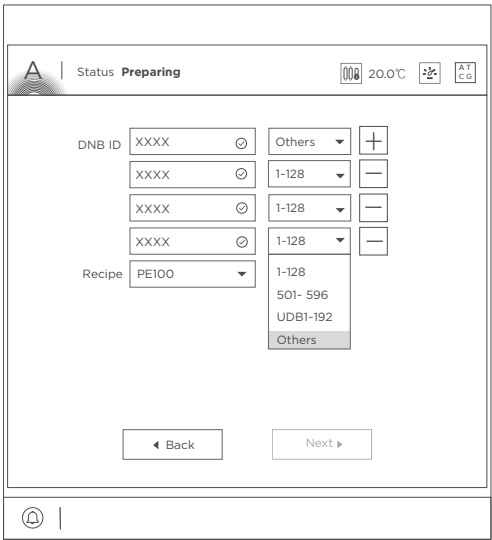 A | Status Preparing 20.0℃ AT CG
DNB ID XXXX Others
XXXX 1-128
XXXX 1-128
XXXX 1-128
Recipe PE100 1-128
501- 596
UDB1-192
Others
Back Next